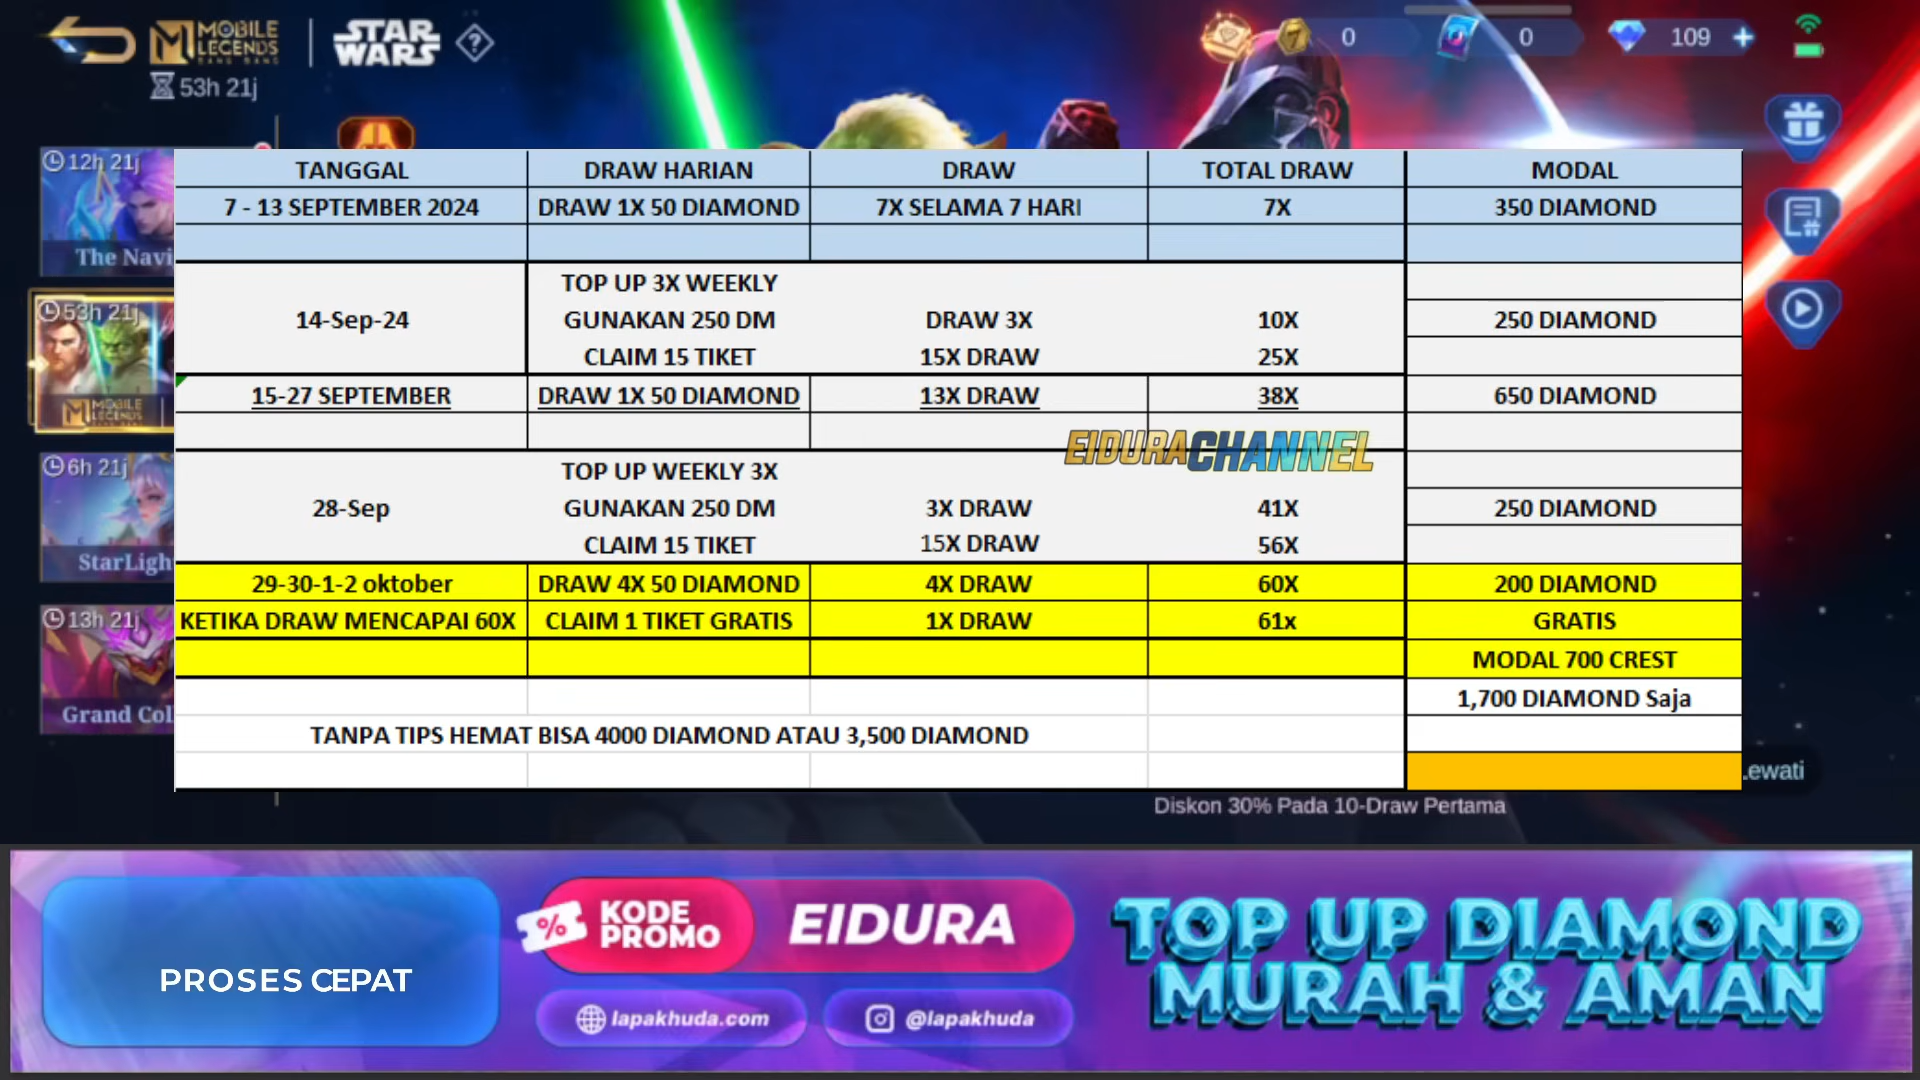 MOBILE LEGENDS BANG BANG
STAR WARS
?
7
0
0
109
53h 21j
12h 21j
The Navi
53h 21j
MOBILE LEGENDS
6h 21j
StarLigh
13h 21j
Grand Col
TANGGAL DRAW HARIAN DRAW TOTAL DRAW MODAL
7 - 13 SEPTEMBER 2024 DRAW 1X 50 DIAMOND 7X SELAMA 7 HARI 7X 350 DIAMOND
TOP UP 3X WEEKLY
14-Sep-24 GUNAKAN 250 DM DRAW 3X 10X 250 DIAMOND
CLAIM 15 TIKET 15X DRAW 25X
15-27 SEPTEMBER DRAW 1X 50 DIAMOND 13X DRAW 38X 650 DIAMOND
EIDURA CHANNEL
TOP UP WEEKLY 3X
28-Sep GUNAKAN 250 DM 3X DRAW 41X 250 DIAMOND
CLAIM 15 TIKET 15X DRAW 56X
29-30-1-2 oktober DRAW 4X 50 DIAMOND 4X DRAW 60X 200 DIAMOND
KETIKA DRAW MENCAPAI 60X CLAIM 1 TIKET GRATIS 1X DRAW 61x GRATIS
MODAL 700 CREST
1,700 DIAMOND Saja
TANPA TIPS HEMAT BISA 4000 DIAMOND ATAU 3,500 DIAMOND
Lewati
Diskon 30% Pada 10-Draw Pertama
PROSES CEPAT
% KODE PROMO EIDURA
lapakhuda.com @lapakhuda
TOP UP DIAMOND
MURAH & AMAN